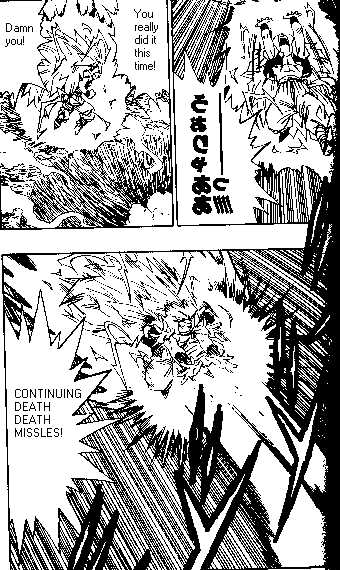 Damn
you!
You
really
did it
this
time!
CONTINUING
DEATH
DEATH
MISSLES!